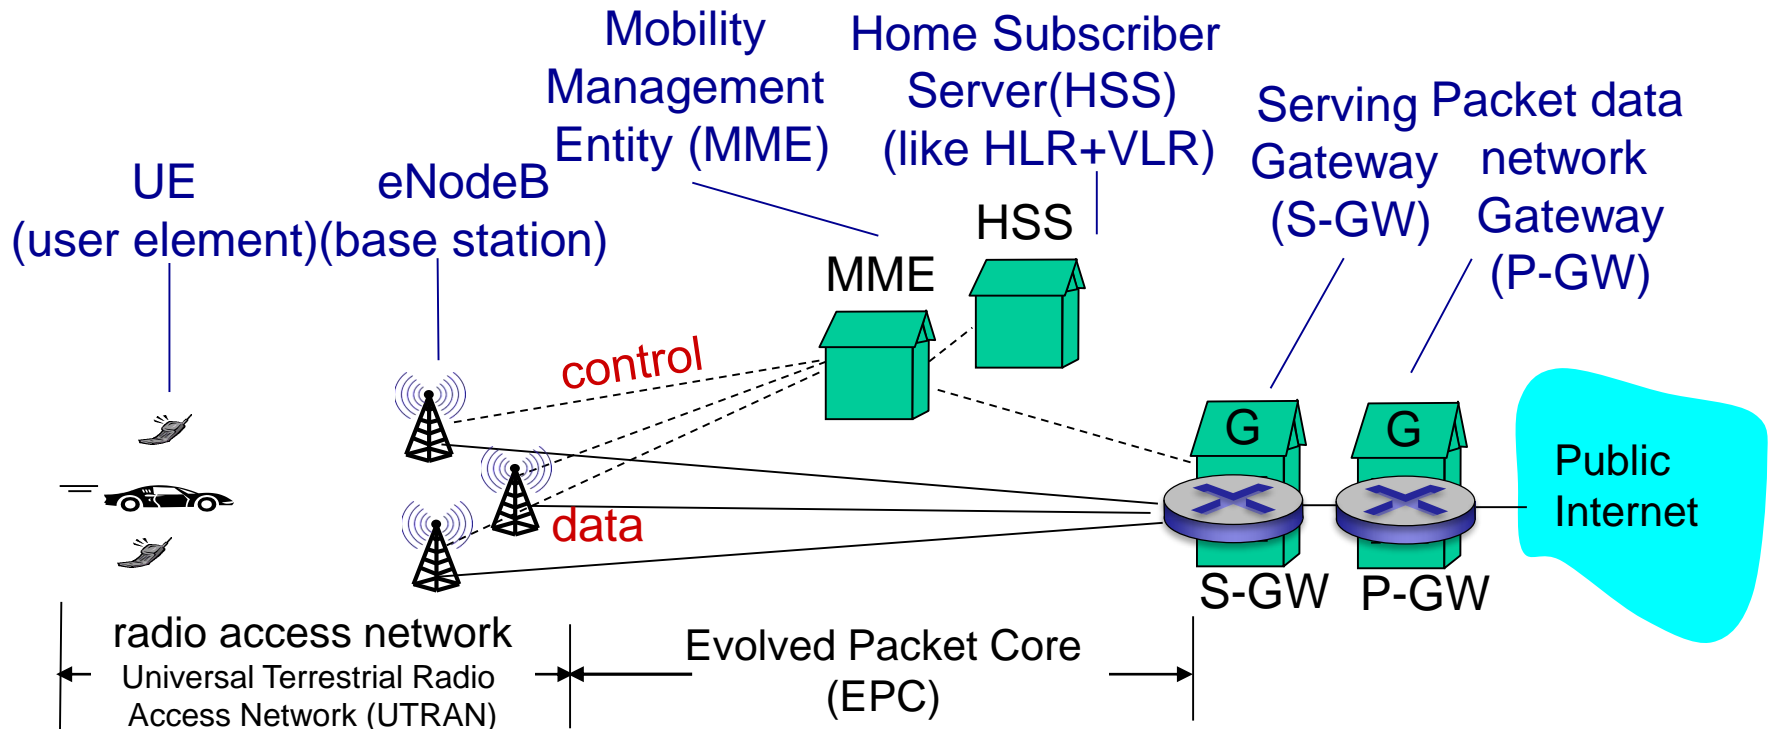 Mobility
Management
Entity (MME)
Home Subscriber
Server(HSS)
(like HLR+VLR)
Serving
Gateway
(S-GW)
Packet data
network
Gateway
(P-GW)
UE
(user element)
eNodeB
(base station)
HSS
MME
control
data
G
G
S-GW
P-GW
Public
Internet
radio access network
Universal Terrestrial Radio
Access Network (UTRAN)
Evolved Packet Core
(EPC)